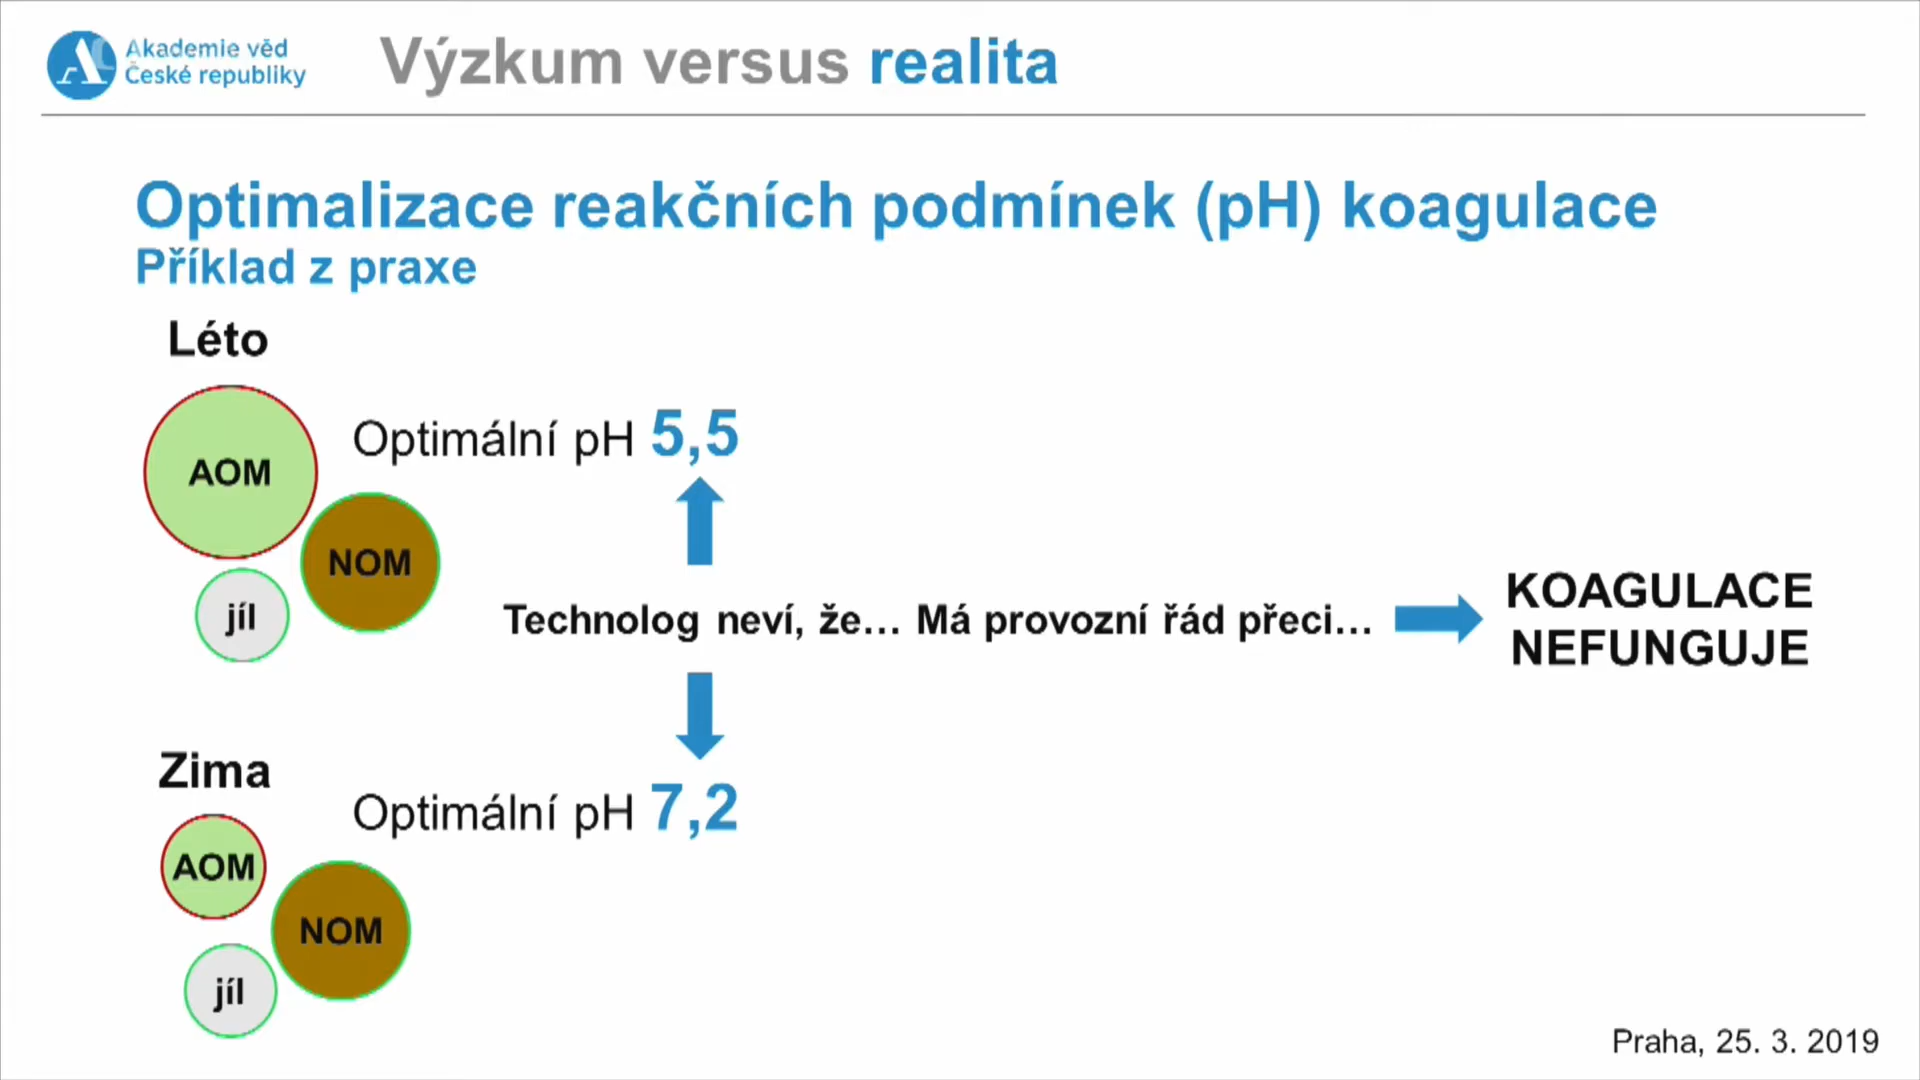 Akademie věd
České republiky
Výzkum versus realita
Optimalizace reakčních podmínek (pH) koagulace
Příklad z praxe
Léto
AOM
Optimální pH 5,5
NOM
jíl
Technolog neví, že... Má provozní řád přeci...
KOAGULACE
NEFUNGUJE
Zima
AOM
Optimální pH 7,2
NOM
jíl
Praha, 25. 3. 2019